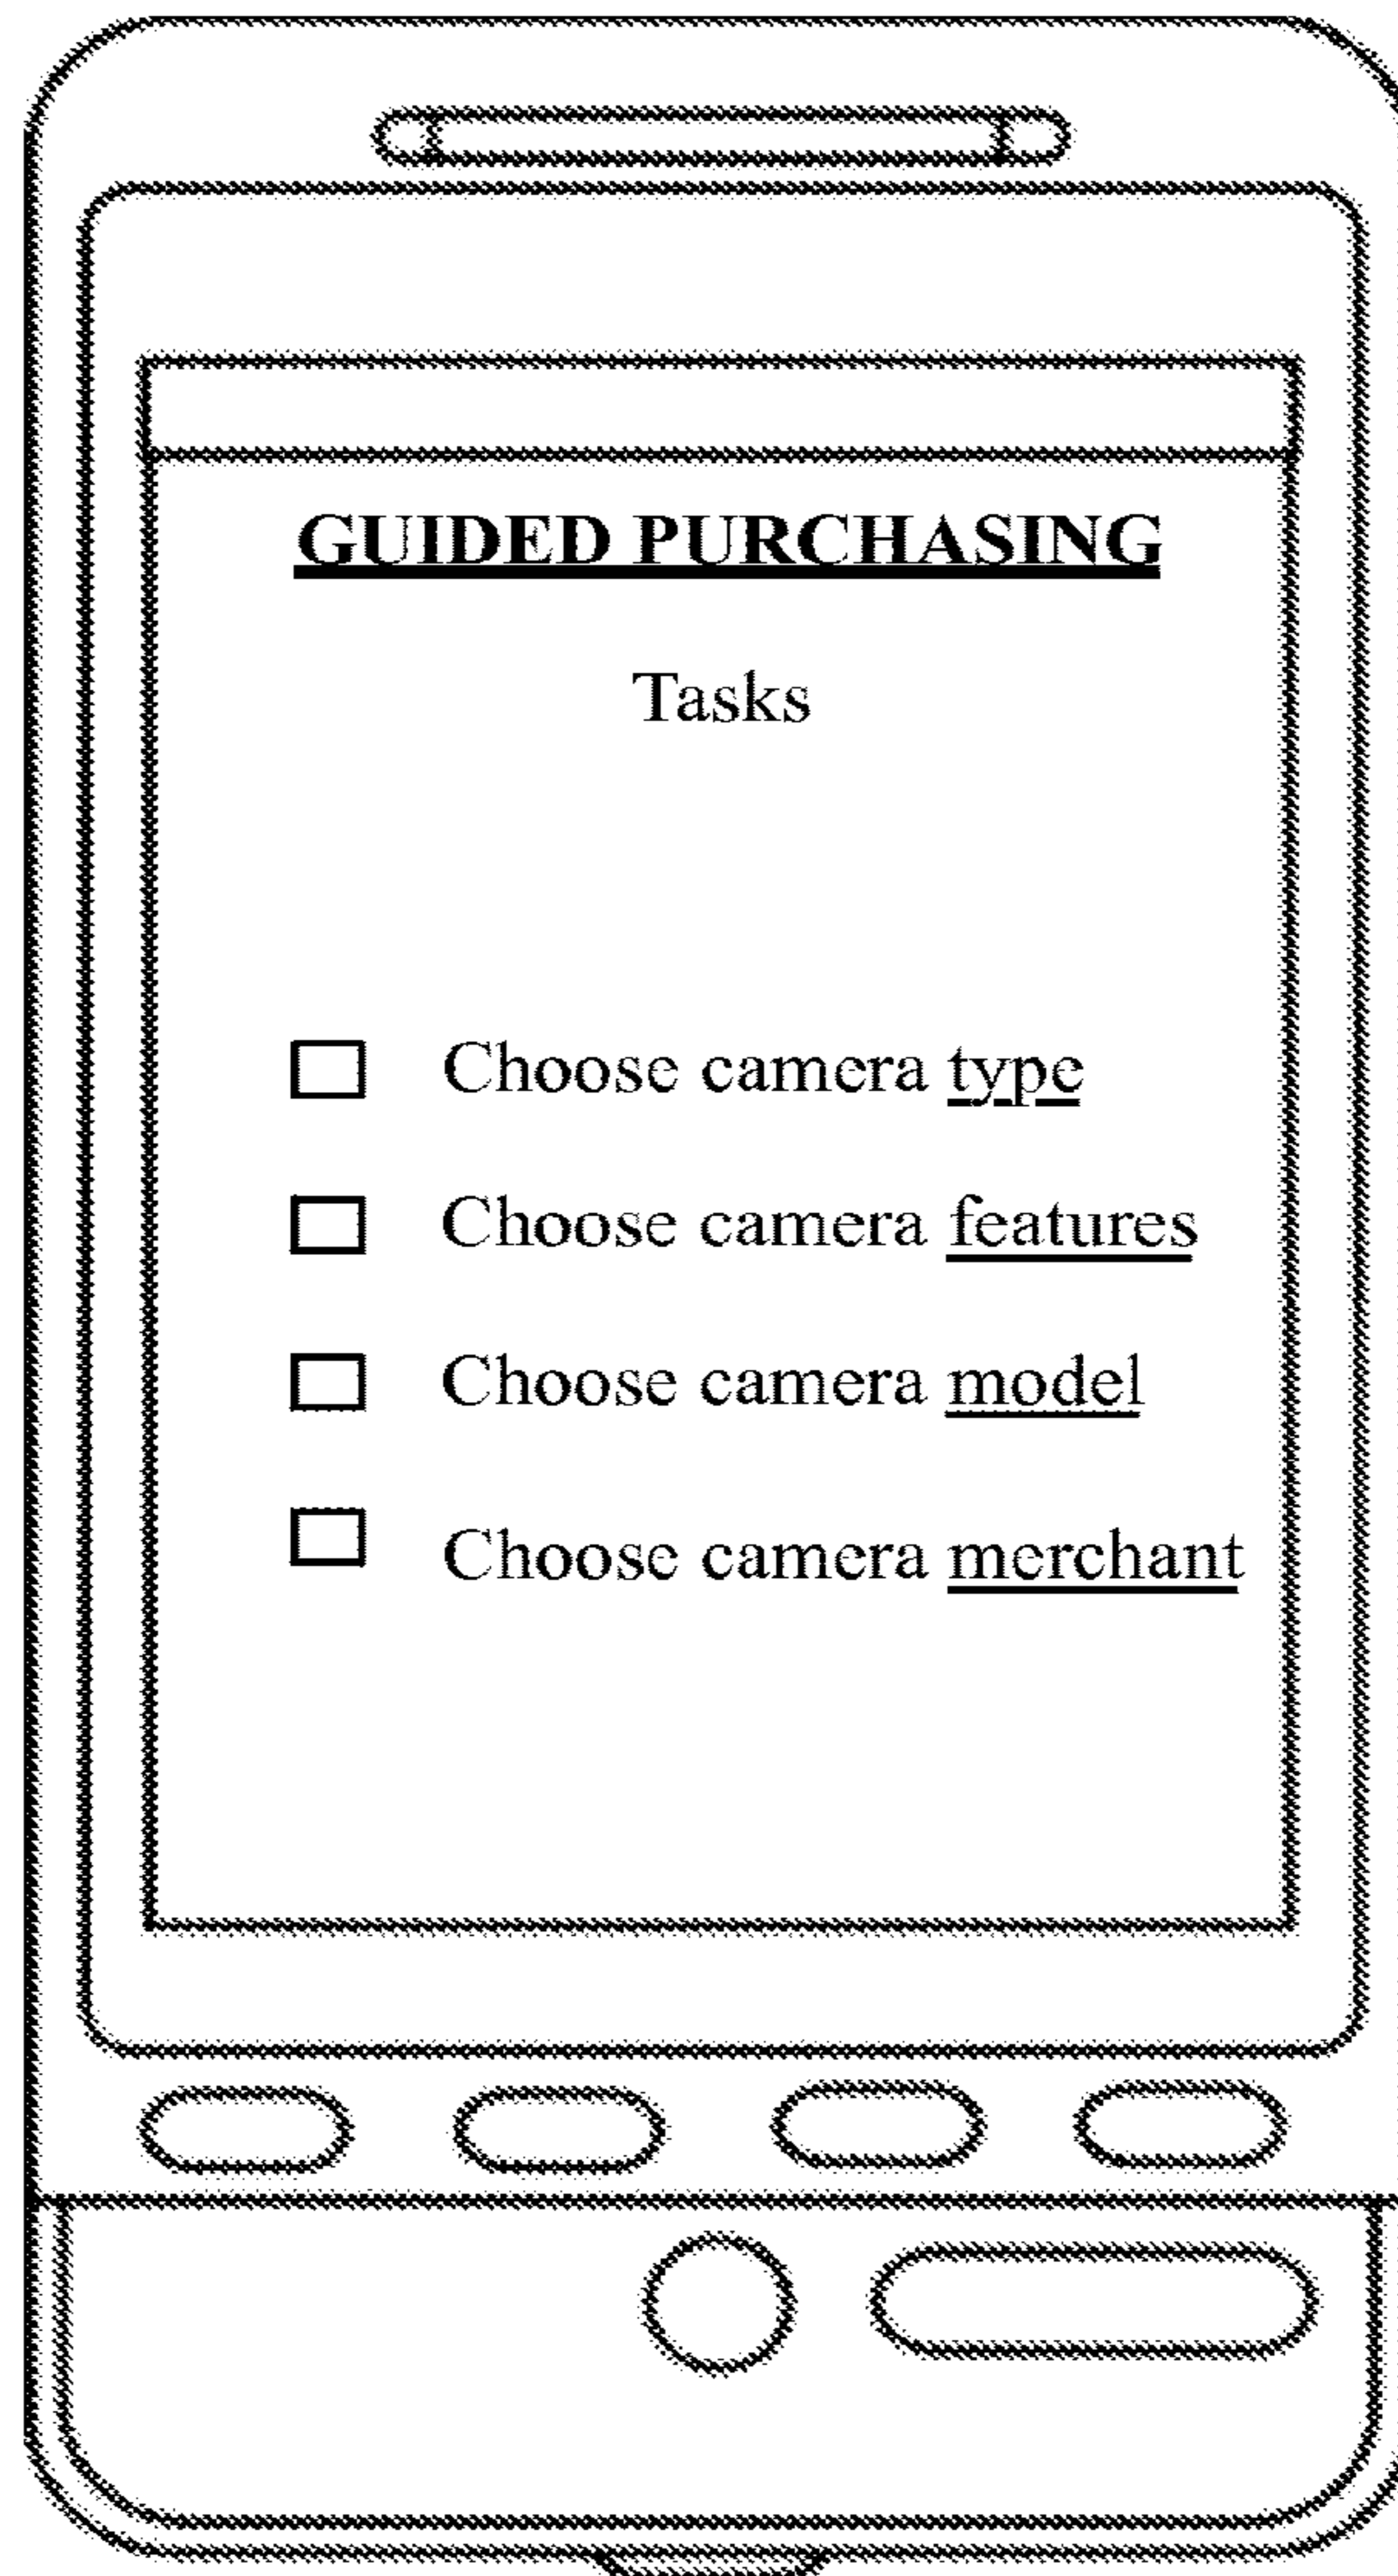 GUIDED PURCHASING
Tasks
Choose camera type
Choose camera features
Choose camera model
Choose camera merchant